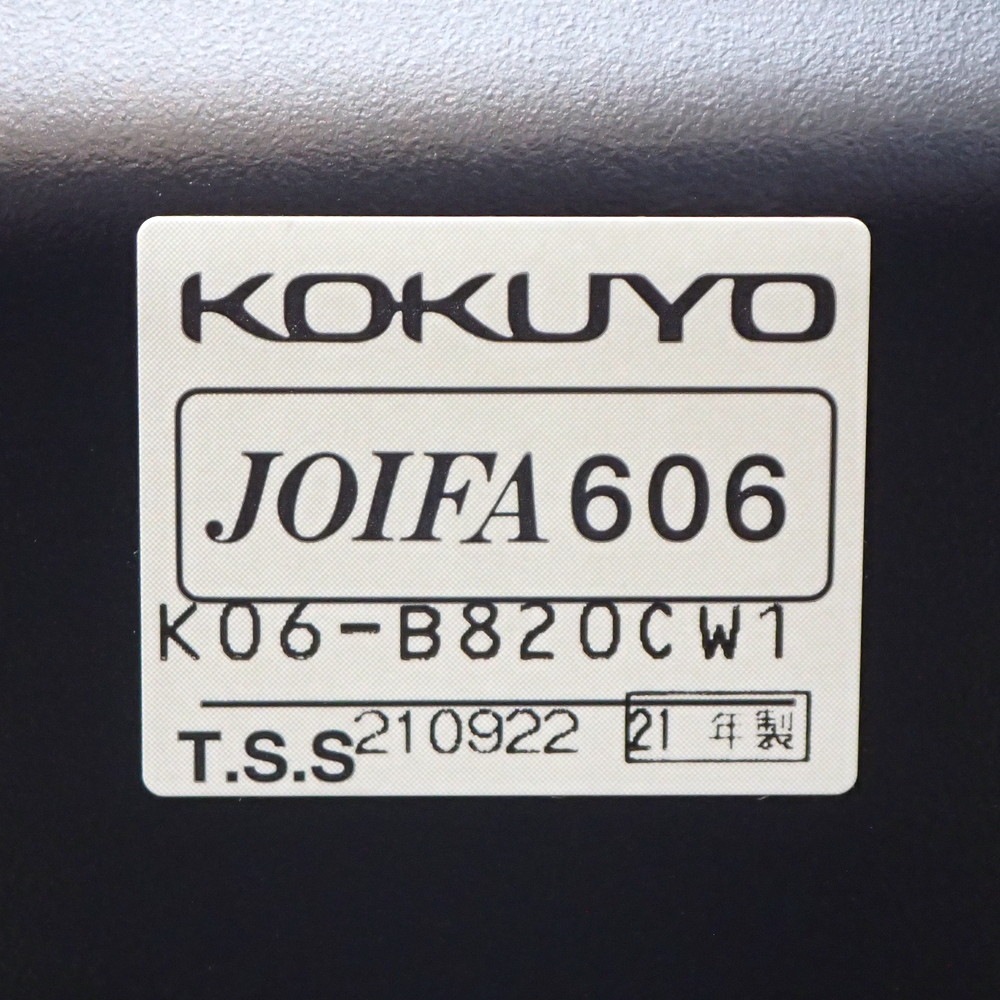 KOKUYO
JOIFA 606
K06-B820CW1
T.S.S 210922 21 年製